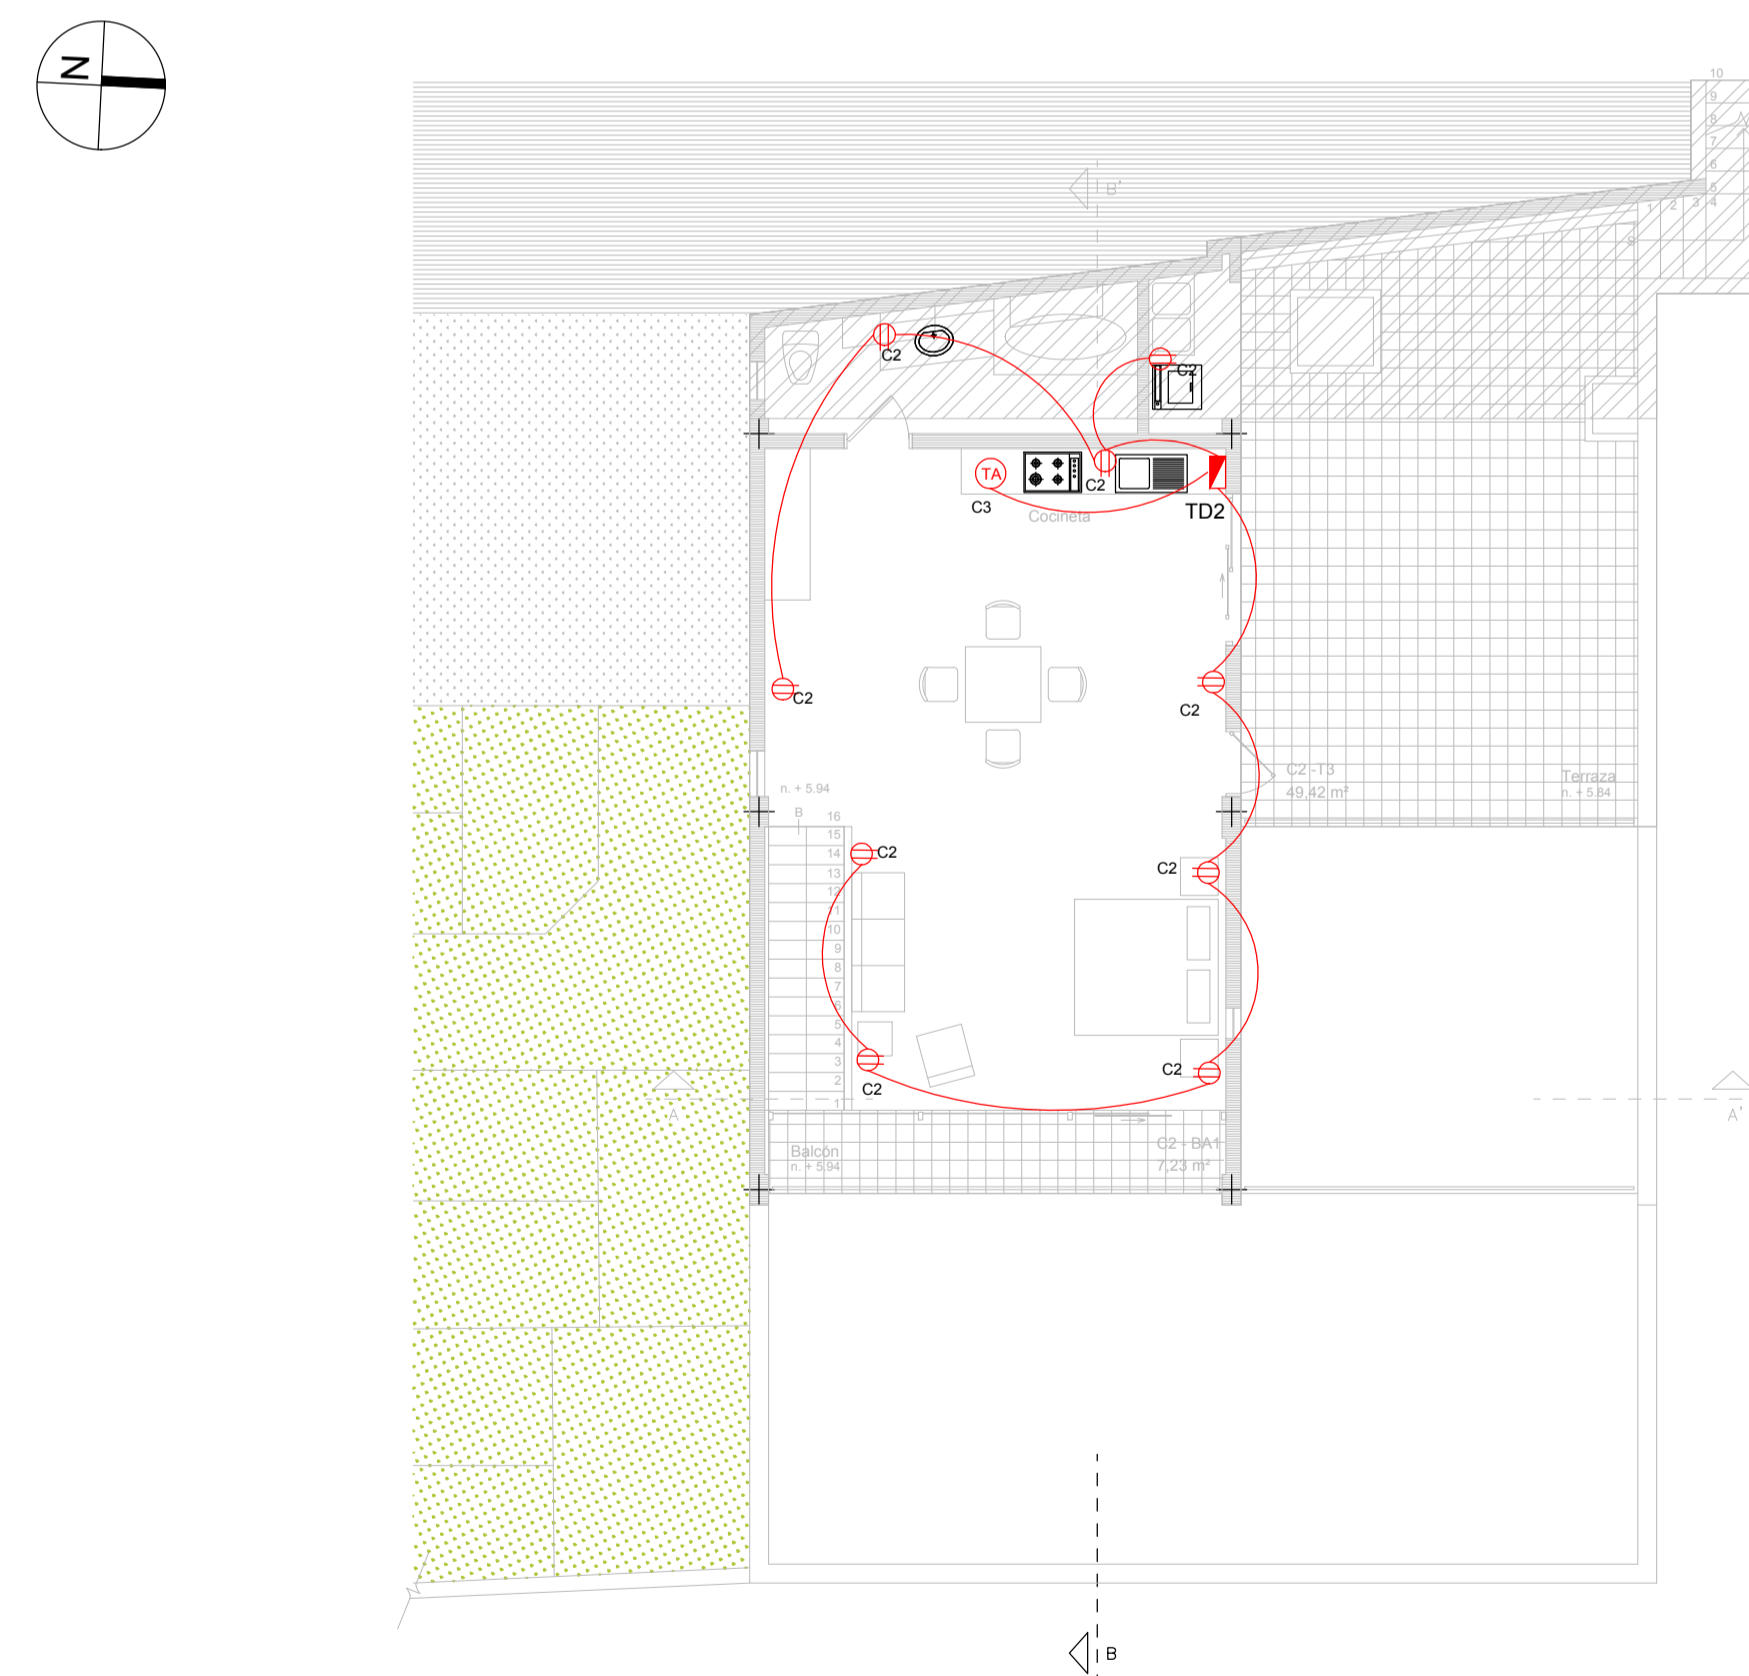 N
10
9
8
7
6
5
4
1 2 3
9
B'
C2
C2
TA
C3
C2
Cocineta
TD2
C2
C2
C2 -T3
49,42 m²
Terraza
n. + 5.84
n. + 5.94
B
16
15
14
13
12
11
10
9
8
7
6
5
4
3
2
1
C2
C2
C2
C2
A
A'
Balcón
n. + 5.94
C2 - BA1
7,23 m²
B